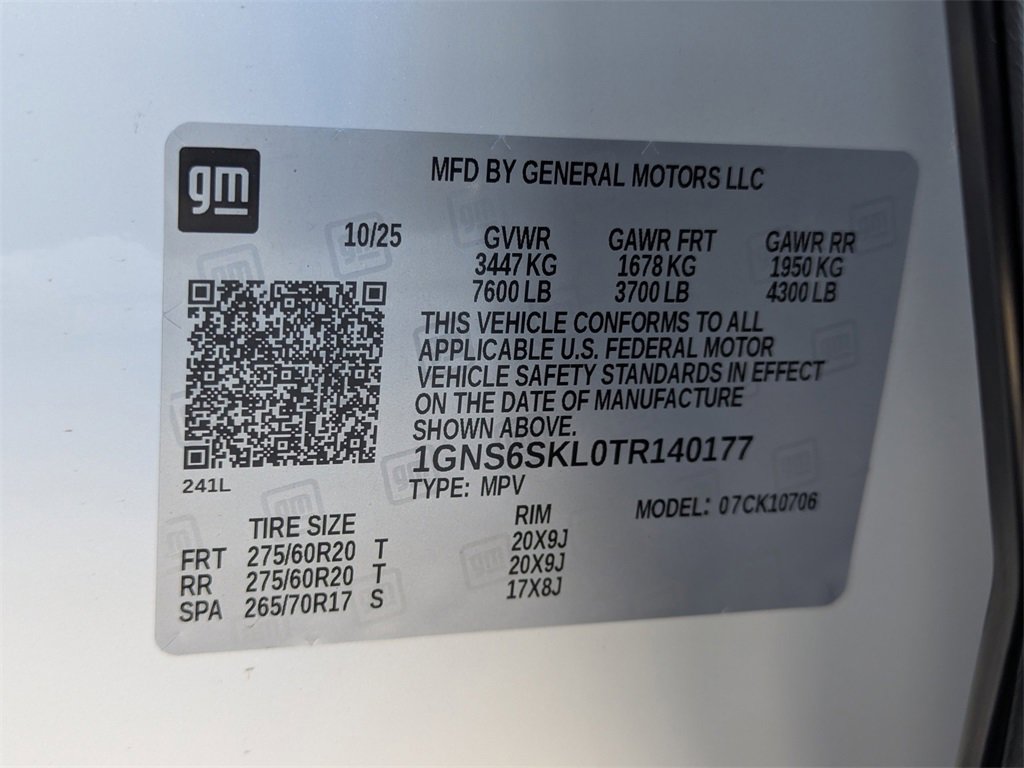 gm
MFD BY GENERAL MOTORS LLC
10/25 GVWR GAWR FRT GAWR RR
3447 KG 1678 KG 1950 KG
7600 LB 3700 LB 4300 LB
THIS VEHICLE CONFORMS TO ALL
APPLICABLE U.S. FEDERAL MOTOR
VEHICLE SAFETY STANDARDS IN EFFECT
ON THE DATE OF MANUFACTURE
SHOWN ABOVE.
1GNS6SKL0TR140177
241L
TYPE: MPV MODEL: 07CK10706
TIRE SIZE RIM
FRT 275/60R20 T 20X9J
RR 275/60R20 T 20X9J
SPA 265/70R17 S 17X8J